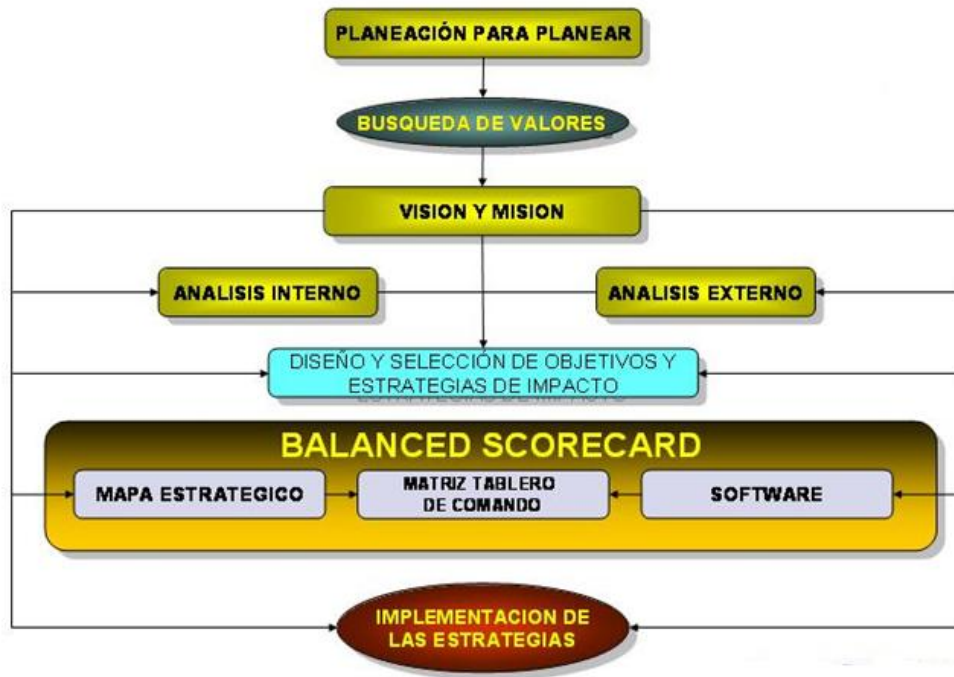 PLANEACIÓN PARA PLANEAR
BUSQUEDA DE VALORES
VISION Y MISION
ANALISIS INTERNO
ANALISIS EXTERNO
DISEÑO Y SELECCIÓN DE OBJETIVOS Y
ESTRATEGIAS DE IMPACTO
BALANCED SCORECARD
MAPA ESTRATEGICO
MATRIZ TABLERO
DE COMANDO
SOFTWARE
IMPLEMENTACION DE
LAS ESTRATEGIAS